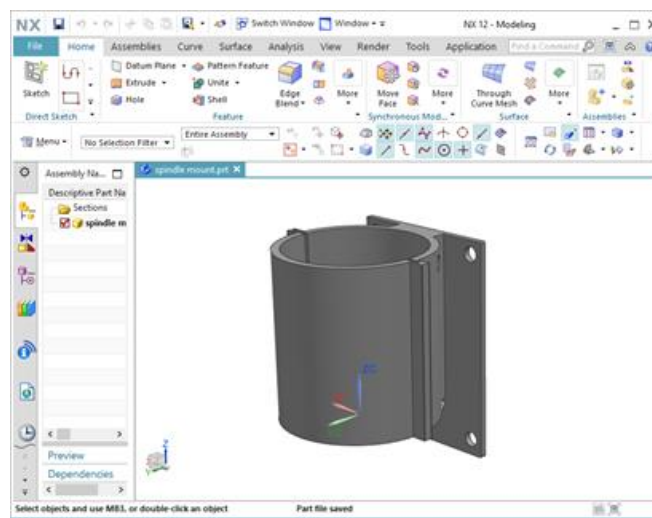 NX
Switch Window
Window
NX 12 - Modeling
File
Home
Assemblies
Curve
Surface
Analysis
View
Render
Tools
Application
Find a Command
Sketch
Datum Plane
Extrude
Hole
Pattern Feature
Unite
Shell
Edge Blend
More
Move Face
More
Through Curve Mesh
More
Direct Sketch
Feature
Synchronous Mod...
Surface
Assemblies
Menu
No Selection Filter
Entire Assembly
Assembly Na...
spindle mount.prt
Descriptive Part Na
Sections
spindle m
Preview
Dependencies
Select objects and use MB3, or double-click an object
Part file saved